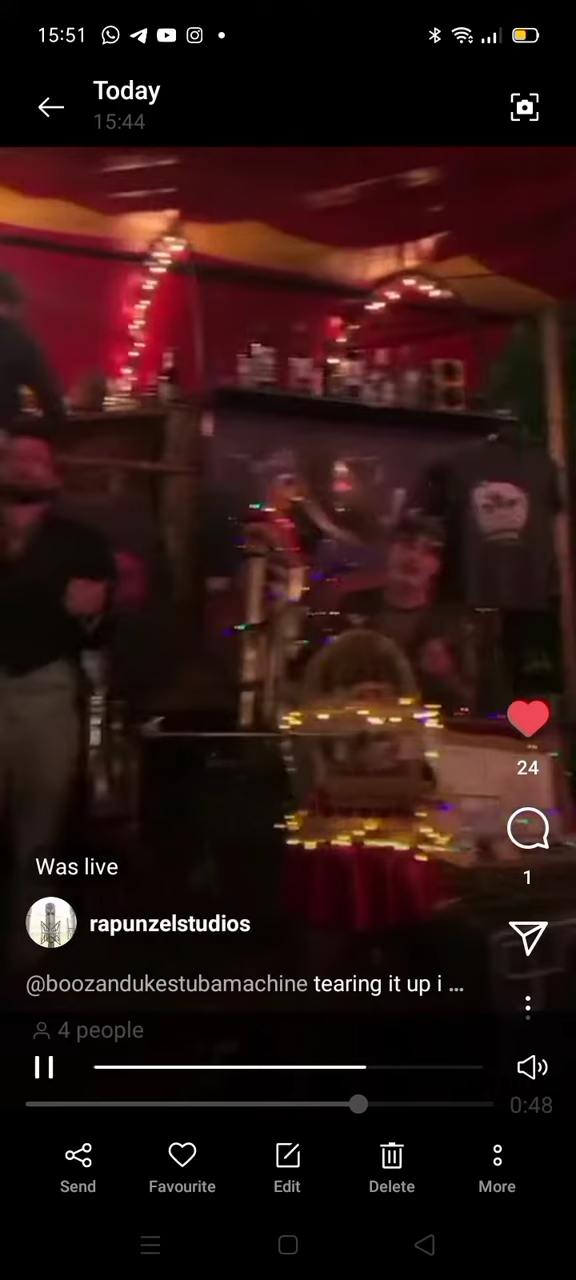 15:51
Today
15:44
24
1
Was live
rapunzelstudios
@boozandukestubamachine tearing it up i ...
4 people
0:48
Send
Favourite
Edit
Delete
More